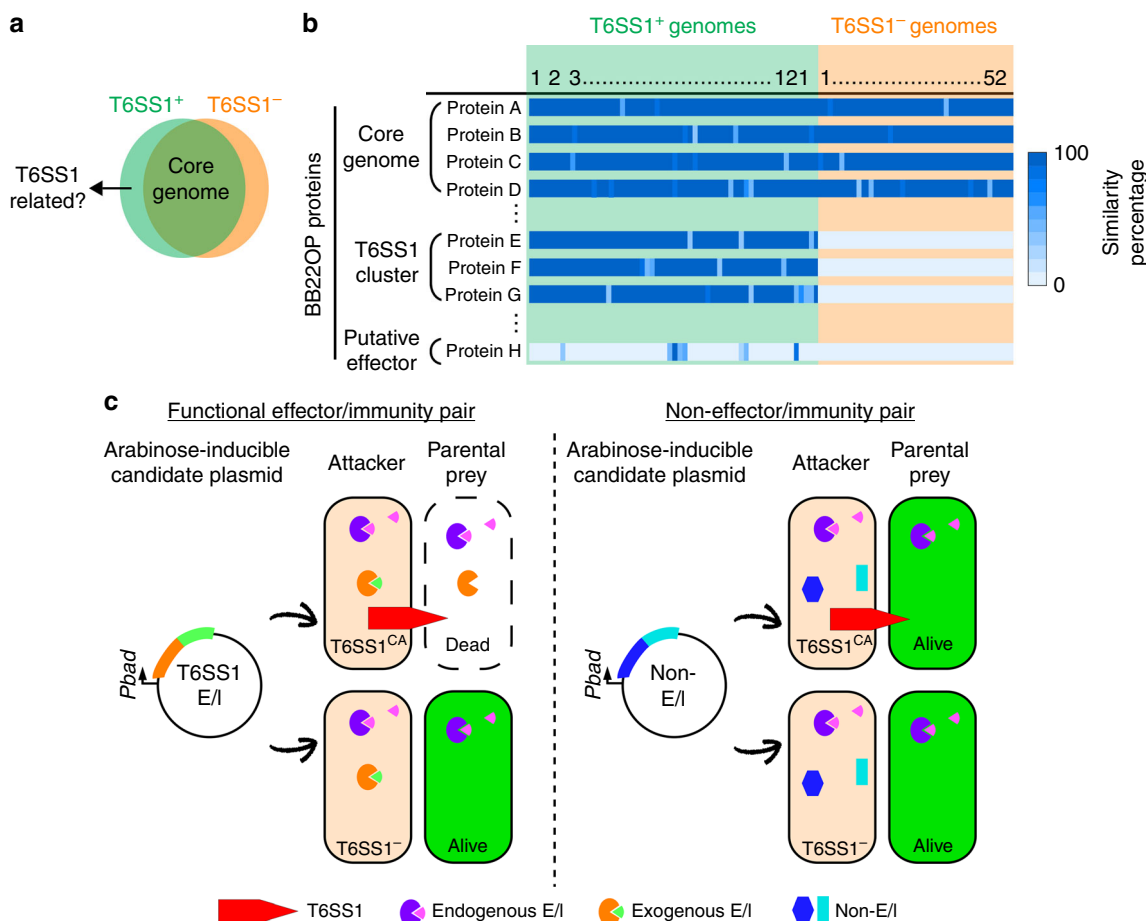 a
T6SS1+ T6SS1−
Core
genome
T6SS1
related?
b
T6SS1+ genomes T6SS1− genomes
1 2 3........................121 1.....................52
BB22OP proteins
Core
genome
Protein A
Protein B
Protein C
Protein D
T6SS1
cluster
Protein E
Protein F
Protein G
Putative
effector
Protein H
100
0
Similarity
percentage
c
Functional effector/immunity pair
Arabinose-inducible
candidate plasmid
Attacker
Parental
prey
Pbad
T6SS1
E/I
T6SS1CA
Dead
T6SS1−
Alive
Non-effector/immunity pair
Arabinose-inducible
candidate plasmid
Attacker
Parental
prey
Pbad
Non-
E/I
T6SS1CA
Alive
T6SS1−
Alive
T6SS1 Endogenous E/I Exogenous E/I Non-E/I